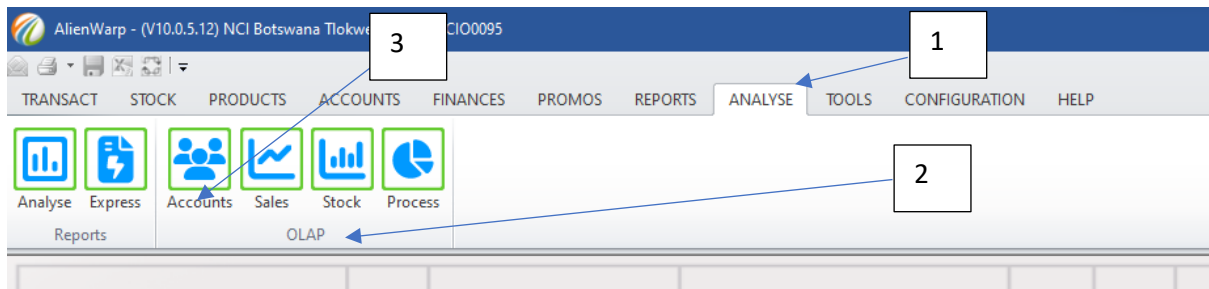 AlienWarp - (V10.0.5.12) NCI Botswana CIO0095
3
1
TRANSACT STOCK PRODUCTS ACCOUNTS FINANCES PROMOS REPORTS ANALYSE TOOLS CONFIGURATION HELP
2
Analyse Express Accounts Sales Stock Process
Reports OLAP